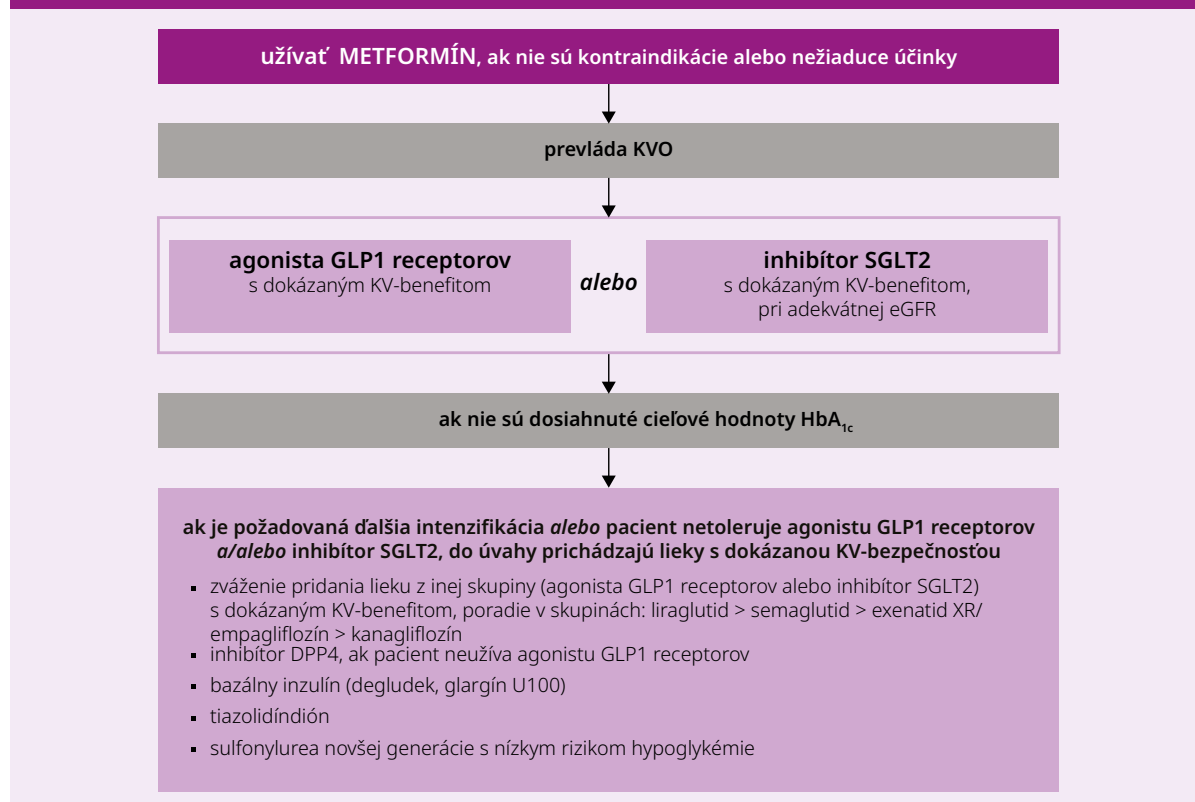 užívať METFORMÍN, ak nie sú kontraindikácie alebo nežiaduce účinky
prevláda KVO
agonista GLP1 receptorov
s dokázaným KV-benefitom
alebo
inhibítor SGLT2
s dokázaným KV-benefitom,
pri adekvátnej eGFR
ak nie sú dosiahnuté cieľové hodnoty HbA1c
ak je požadovaná ďalšia intenzifikácia alebo pacient netoleruje agonistu GLP1 receptorov
a/alebo inhibítor SGLT2, do úvahy prichádzajú lieky s dokázanou KV-bezpečnosťou
▪ zváženie pridania lieku z inej skupiny (agonista GLP1 receptorov alebo inhibítor SGLT2)
s dokázaným KV-benefitom, poradie v skupinách: liraglutid > semaglutid > exenatid XR/
empagliflozín > kanagliflozín
▪ inhibítor DPP4, ak pacient neužíva agonistu GLP1 receptorov
▪ bazálny inzulín (degludek, glargín U100)
▪ tiazolidíndión
▪ sulfonylurea novšej generácie s nízkym rizikom hypoglykémie